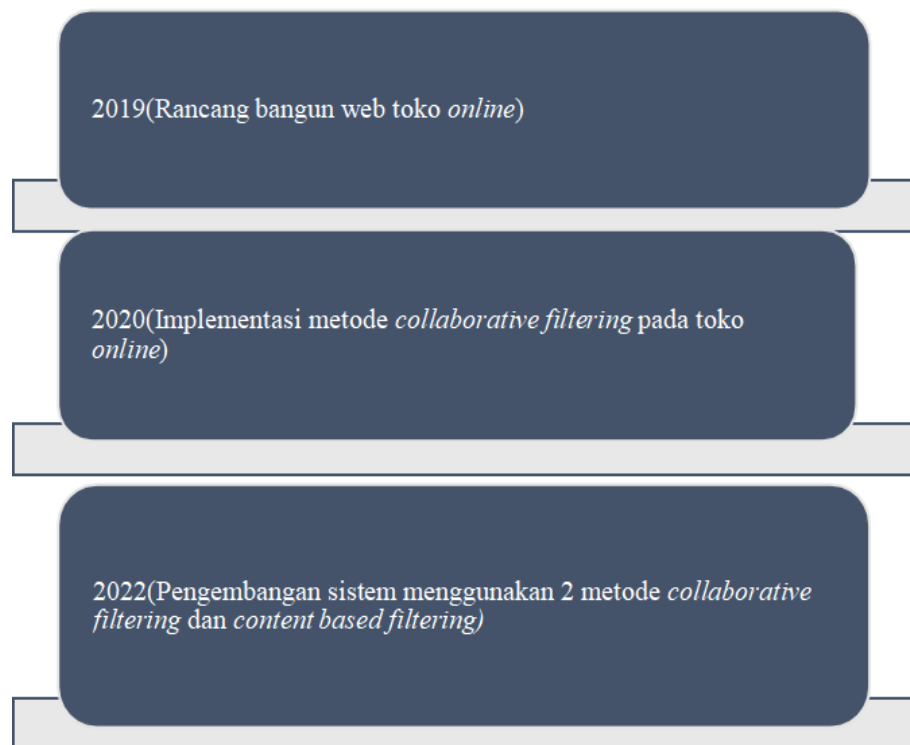 2019(Rancang bangun web toko online)
2020(Implementasi metode collaborative filtering pada toko
online)
2022(Pengembangan sistem menggunakan 2 metode collaborative
filtering dan content based filtering)